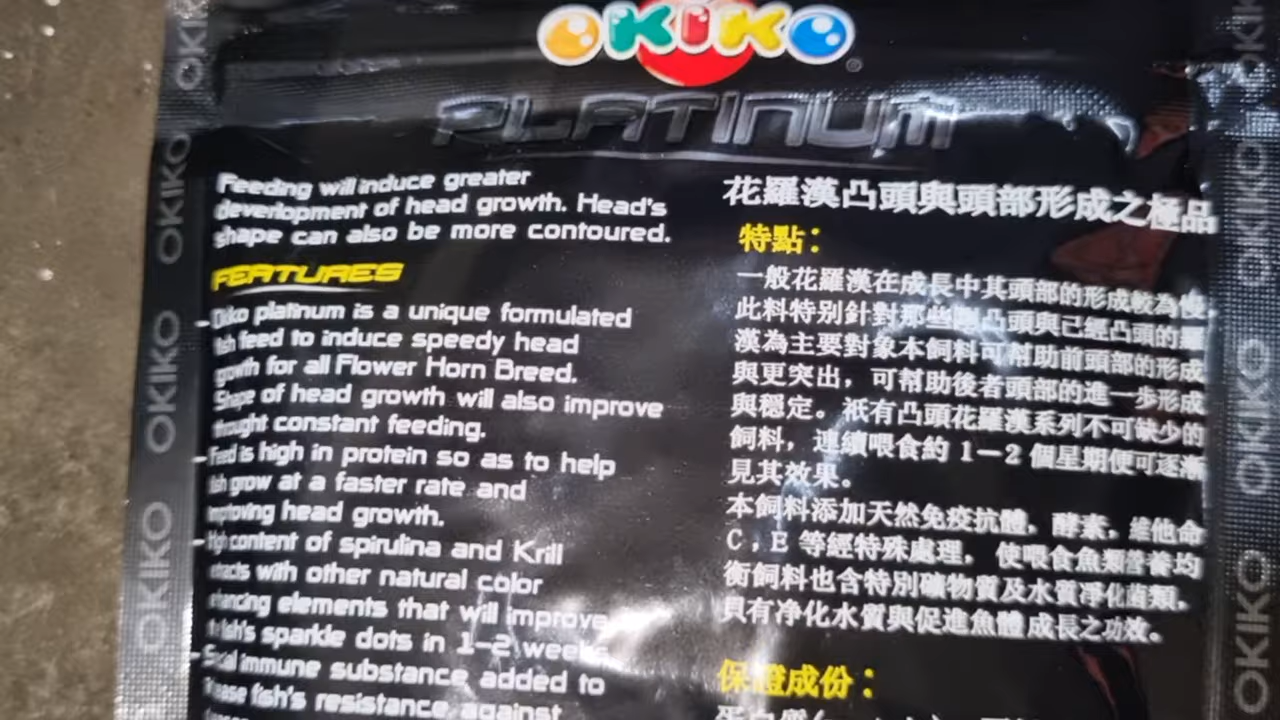 OKIKO
PLATINUM
Feeding will induce greater
deverlopment of head growth. Head's
shape can also be more contoured.
FEATURES
Okiko platinum is a unique formulated
fish feed to induce speedy head
growth for all Flower Horn Breed.
Shape of head growth will also improve
constant feeding.
Feed is high in protein so as to help
fish grow at a faster rate and
improving head growth.
High content of spirulina and Krill
with other natural color
elements that will improve
fish's sparkle dots in 1-2 weeks
immune substance added to
fish's resistance against
花羅漢凸頭與頭部形成之極品
特點：
一般花羅漢在成長中其頭部的形成較為慢
此料特別針對那些凸頭與已經凸頭的
漢為主要對象本飼料可幫助前頭部的形成
與更突出，可幫助後者頭部的進一步形成
與穩定。祇有凸頭花羅漢系列不可缺少的
飼料，連續喂食約 1－2 個星期便可逐漸
見其效果。
本飼料添加天然免疫抗體，酵素，維他命
C，E 等經特殊處理， 使喂食魚類營養均
衡飼料也含特別礦物質及水質凈化菌類，
具有凈化水質與促進魚體成長之功效。
保證成份：
蛋白質
OKIKO
OKIKO
OKIKO
OKIKO
OKIKO
OKIKO
OKIKO